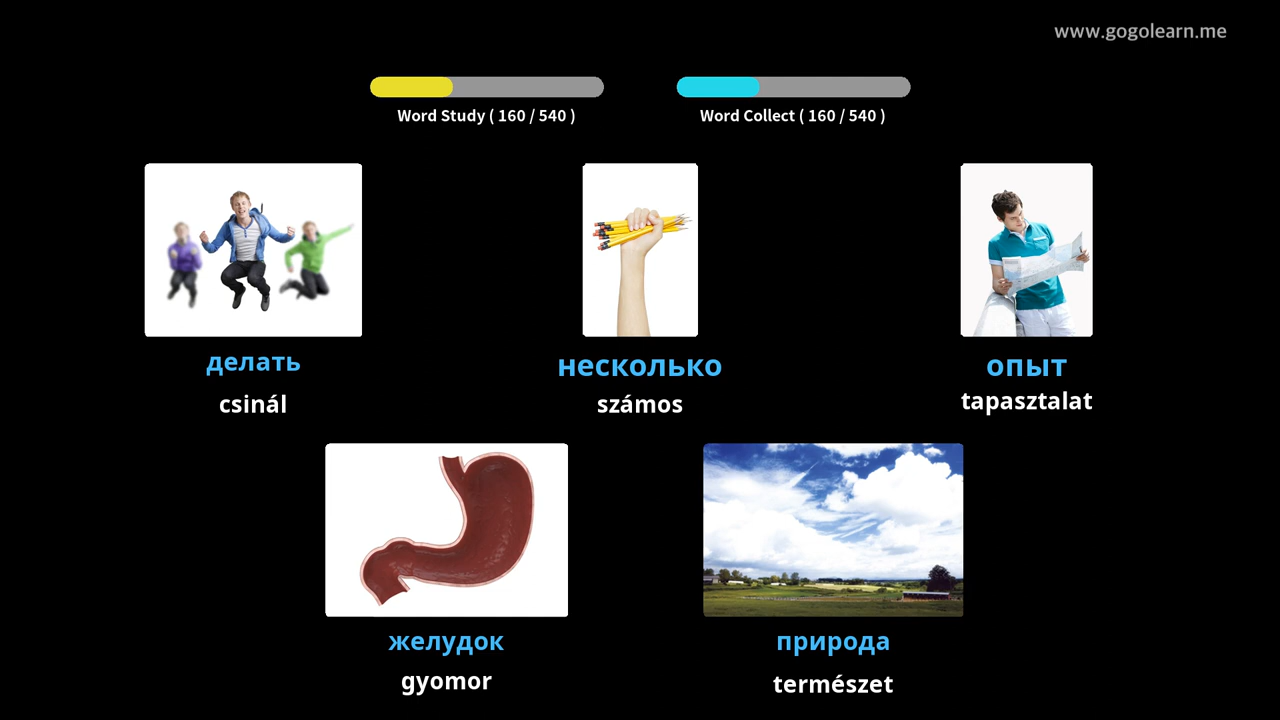 www.gogolearn.me
Word Study ( 160 / 540 )
Word Collect ( 160 / 540 )
делать
csinál
несколько
számos
опыт
tapasztalat
желудок
gyomor
природа
természet